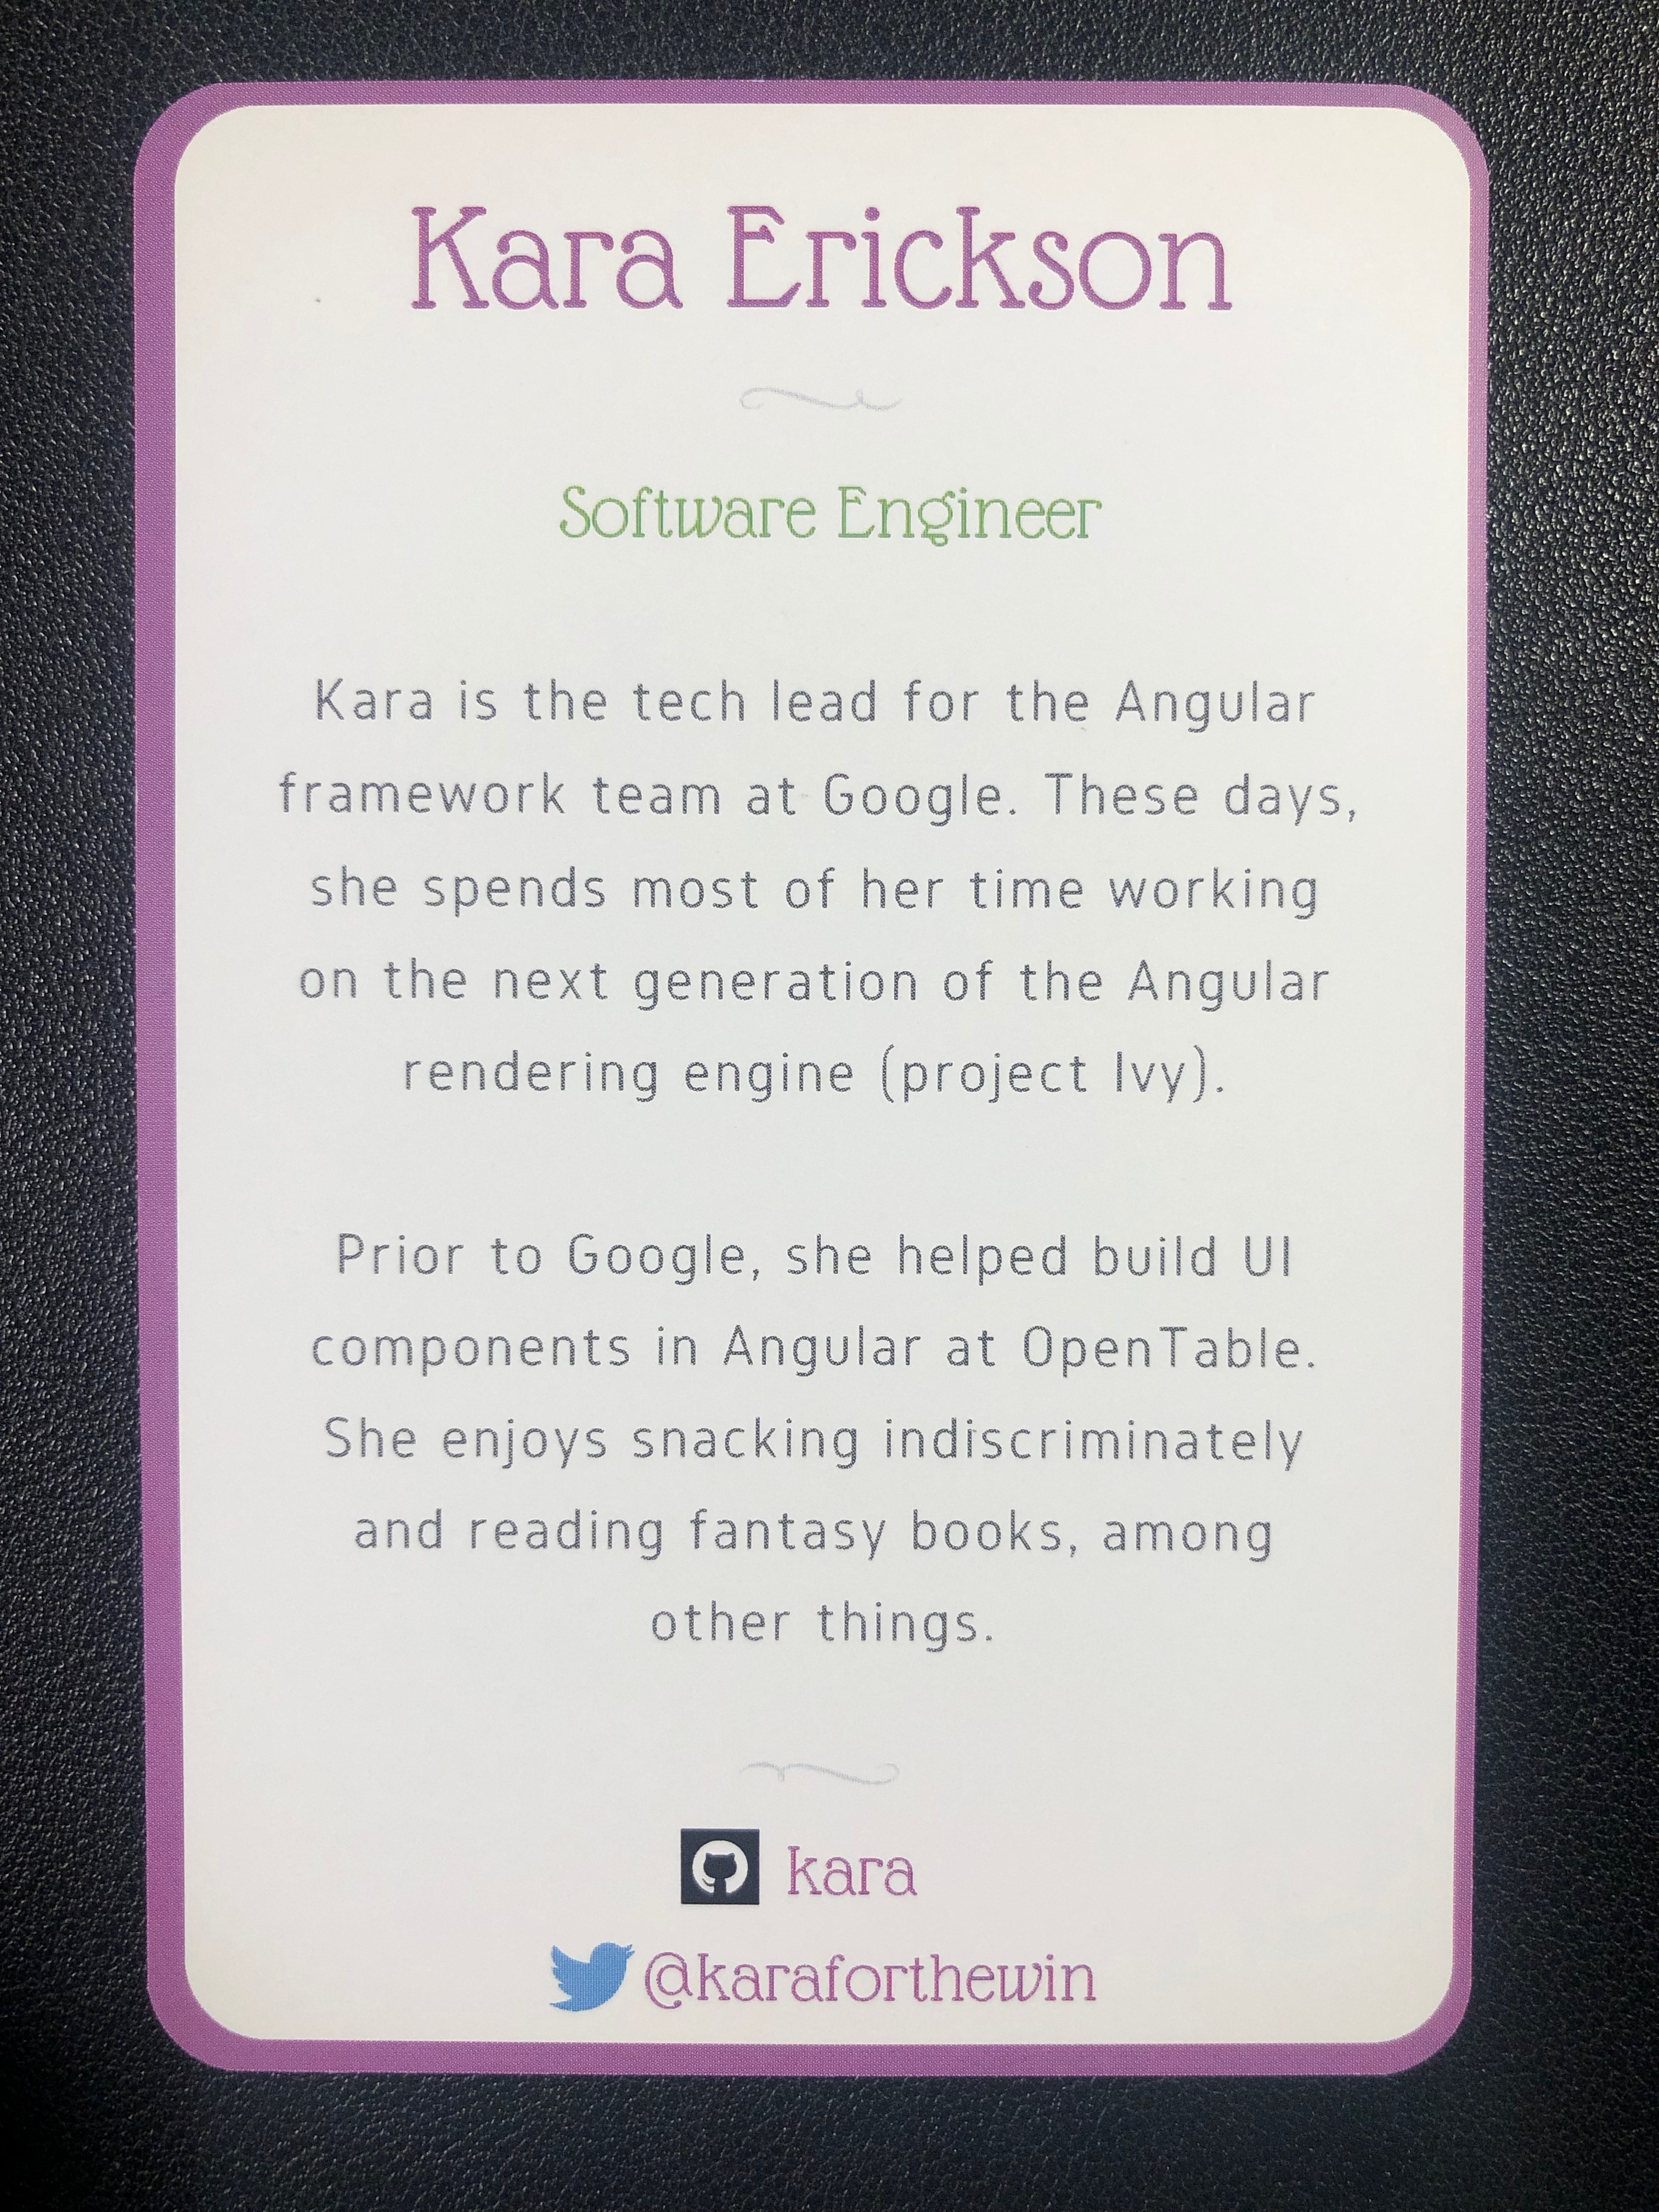 Kara Erickson
Software Engineer
Kara is the tech lead for the Angular
framework team at Google. These days,
she spends most of her time working
on the next generation of the Angular
rendering engine (project Ivy).
Prior to Google, she helped build UI
components in Angular at OpenTable.
She enjoys snacking indiscriminately
and reading fantasy books, among
other things.
kara
@karaforthewin